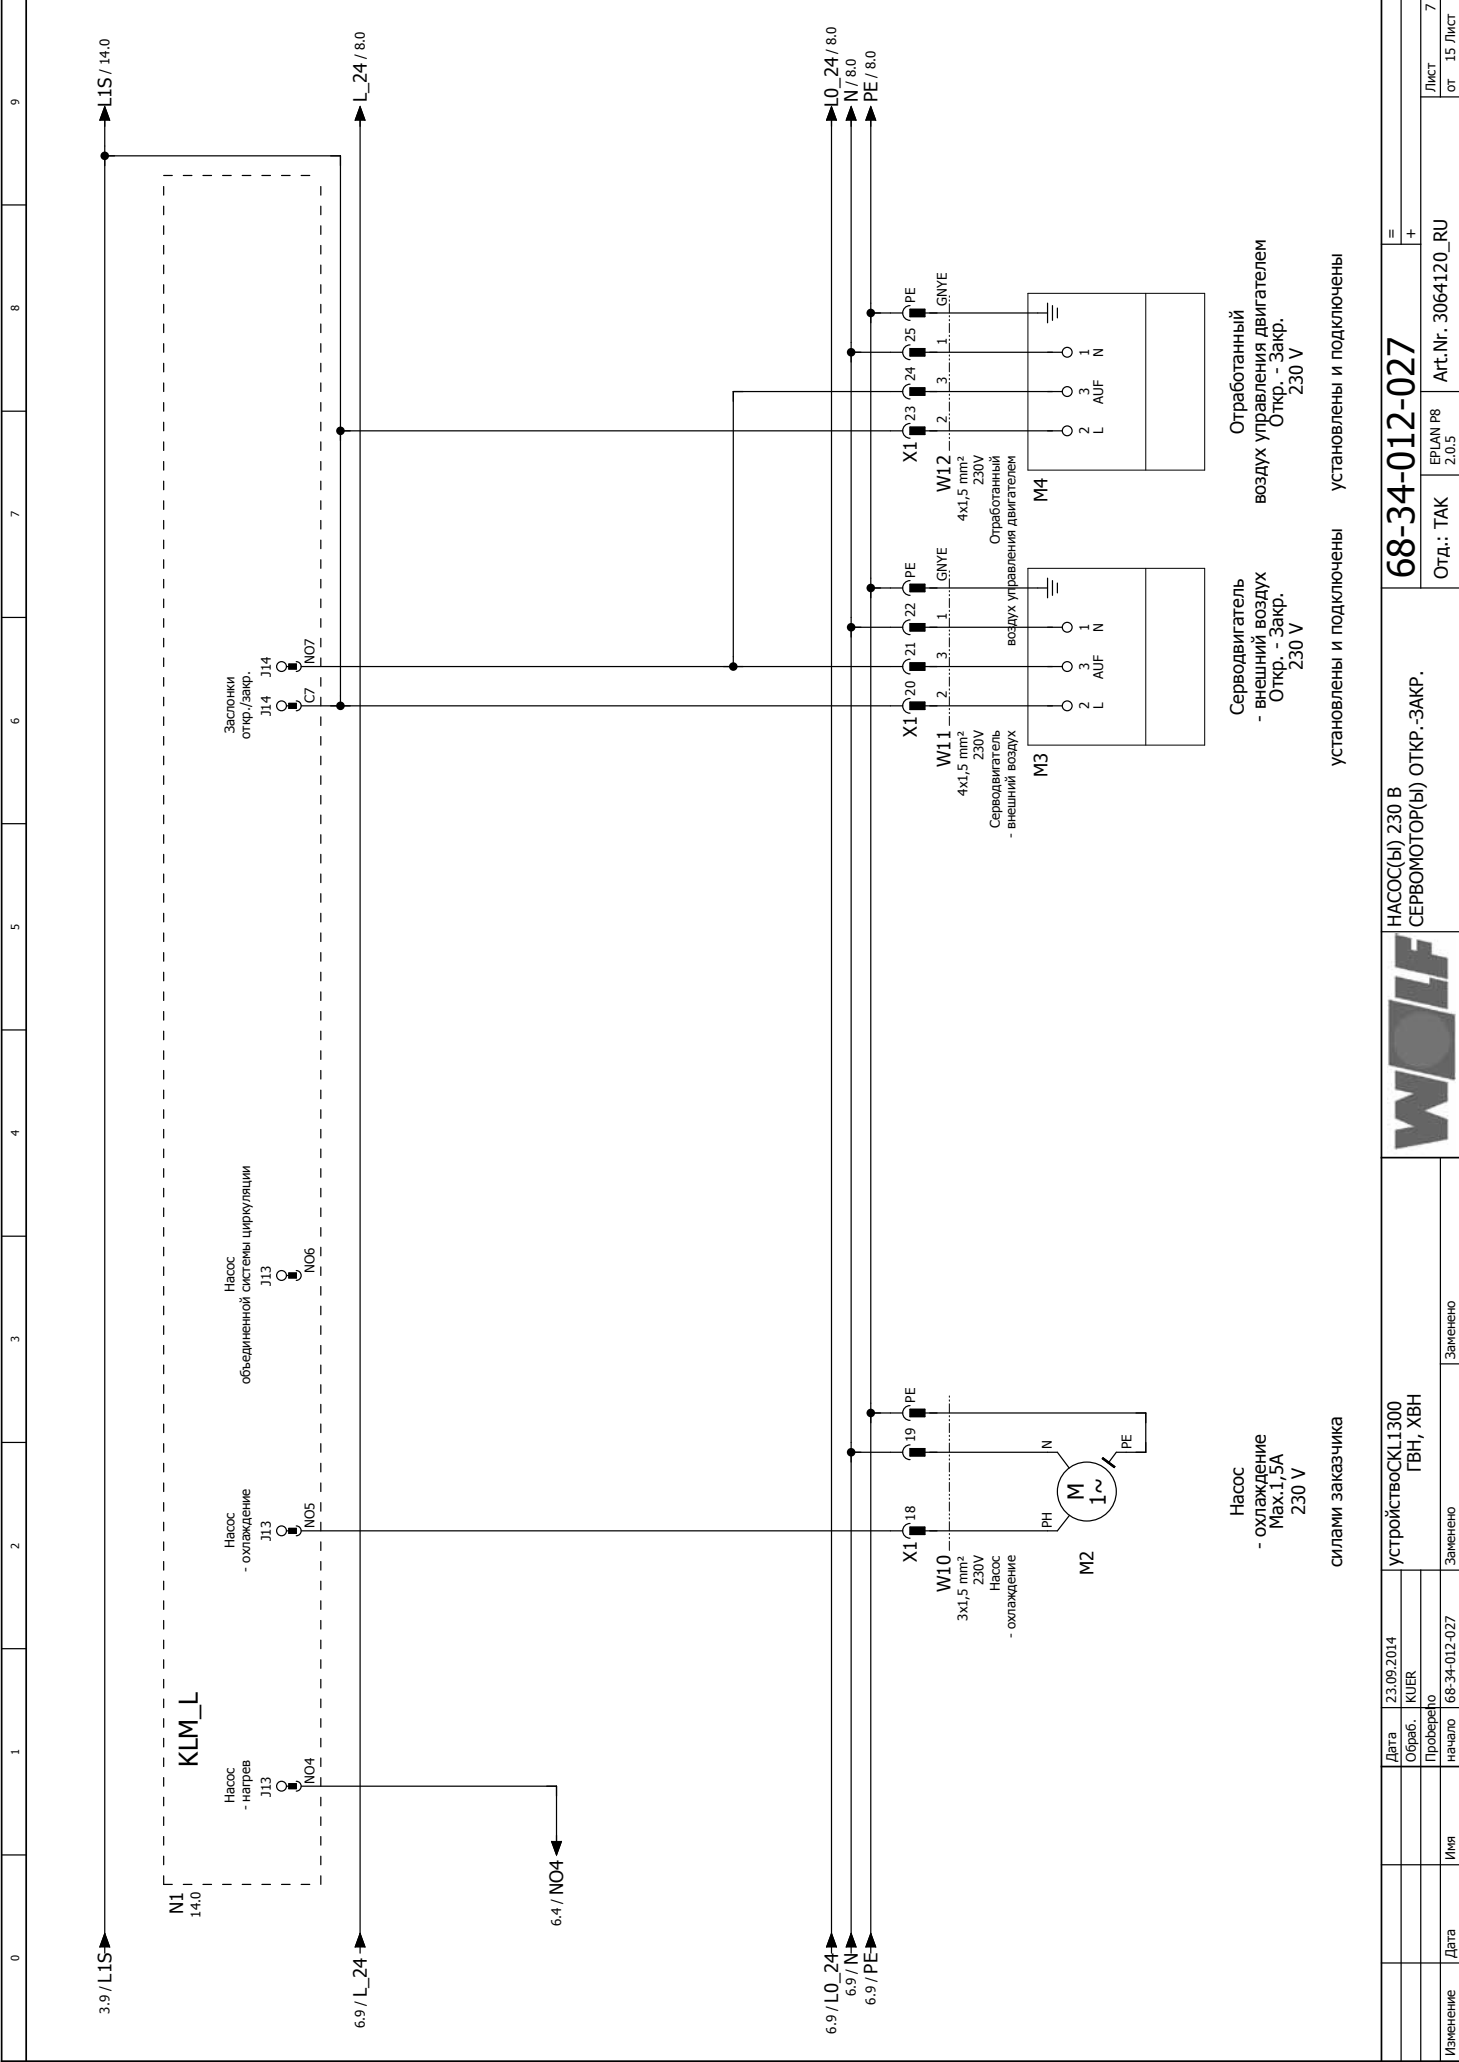 0
1
2
3
4
5
6
7
8
9
3.9 / L1S
L1S / 14.0
N1
14.0
KLM_L
Насос
- нагрев
J13
NO4
Насос
- охлаждение
J13
NO5
Насос
объединенной системы циркуляции
J13
NO6
Заслонки
откр./закр.
J14
C7
J14
NO7
6.9 / L_24
L_24 / 8.0
6.4 / NO4
6.9 / L0_24
L0_24 / 8.0
6.9 / N
N / 8.0
6.9 / PE
PE / 8.0
X1
18
19
PE
W10
3x1,5 mm²
230V
Насос
- охлаждение
PH
N
PE
M
1~
M2
Насос
- охлаждение
Max.1,5A
230 V
силами заказчика
X1
20
21
22
PE
W11
2
3
1
GNYE
4x1,5 mm²
230V
Серводвигатель
- внешний воздух
M3
2
L
3
AUF
1
N
Серводвигатель
- внешний воздух
Откр. - Закр.
230 V
установлены и подключены
X1
23
24
25
PE
W12
2
3
1
GNYE
4x1,5 mm²
230V
Отработанный
воздух управления двигателем
M4
2
L
3
AUF
1
N
Отработанный
воздух управления двигателем
Откр. - Закр.
230 V
установлены и подключены
Изменение
Дата
Имя
Дата
23.09.2014
Обраб.
KUER
Проberено
начало
68-34-012-027
устройствоCKL1300
ГВН, ХВН
Заменено
Заменено
WOLF
НАСОС(Ы) 230 В
СЕРВОМОТОР(Ы) ОТКР.-ЗАКР.
68-34-012-027
Отд.: TAK
EPLAN P8
2.0.5
Art.Nr. 3064120_RU
=
+
Лист
7
от
15 Лист